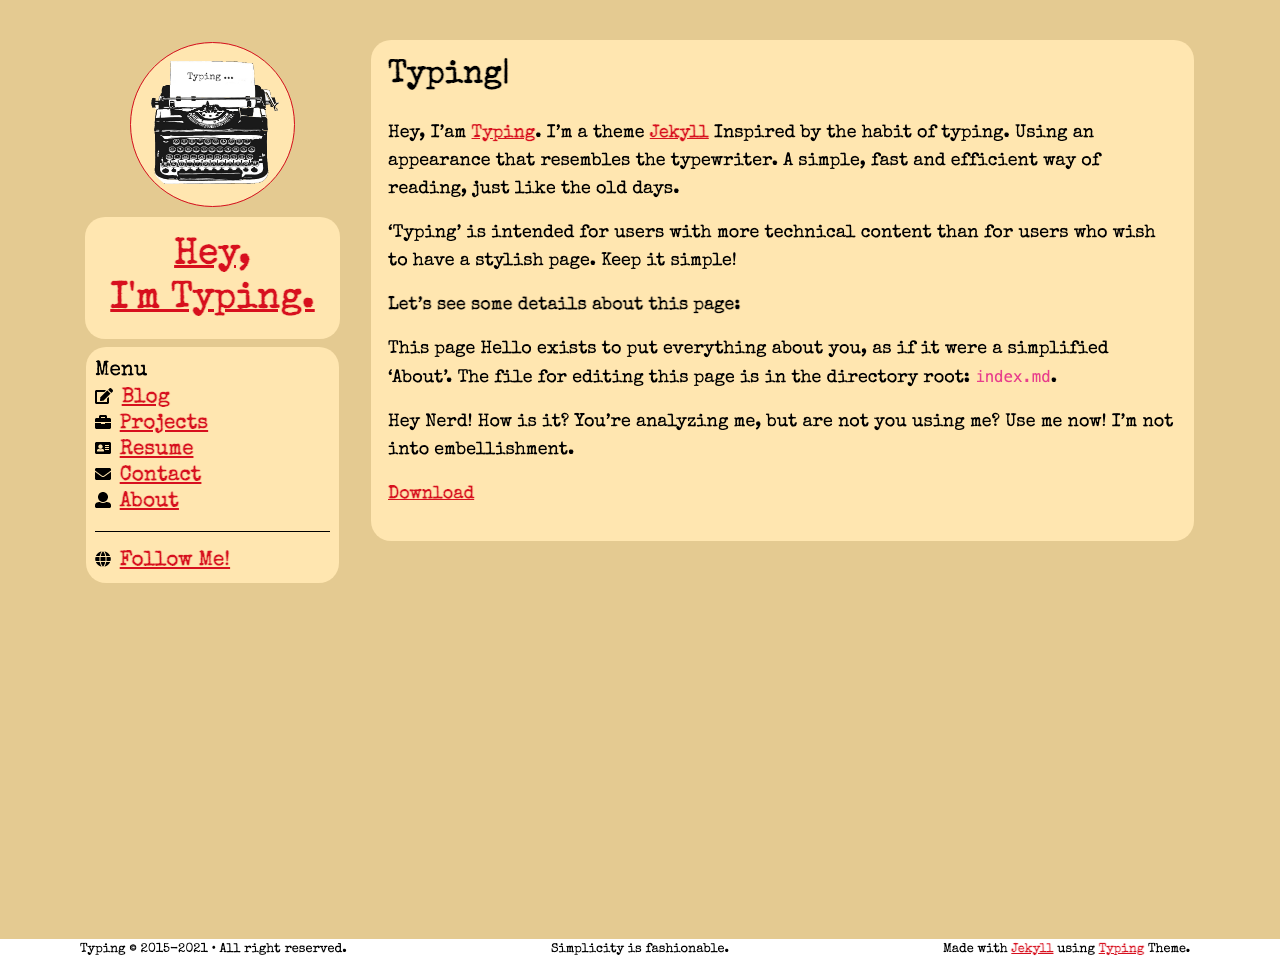 Typing ...
Hey,
I'm Typing.
Menu
Blog
Projects
Resume
Contact
About
Follow Me!
Typing|
Hey, I’am Typing. I’m a theme Jekyll Inspired by the habit of typing. Using an
appearance that resembles the typewriter. A simple, fast and efficient way of
reading, just like the old days.
‘Typing’ is intended for users with more technical content than for users who wish
to have a stylish page. Keep it simple!
Let’s see some details about this page:
This page Hello exists to put everything about you, as if it were a simplified
‘About’. The file for editing this page is in the directory root: index.md.
Hey Nerd! How is it? You’re analyzing me, but are not you using me? Use me now! I’m not
into embellishment.
Download
Typing © 2015-2021 • All right reserved.
Simplicity is fashionable.
Made with Jekyll using Typing Theme.